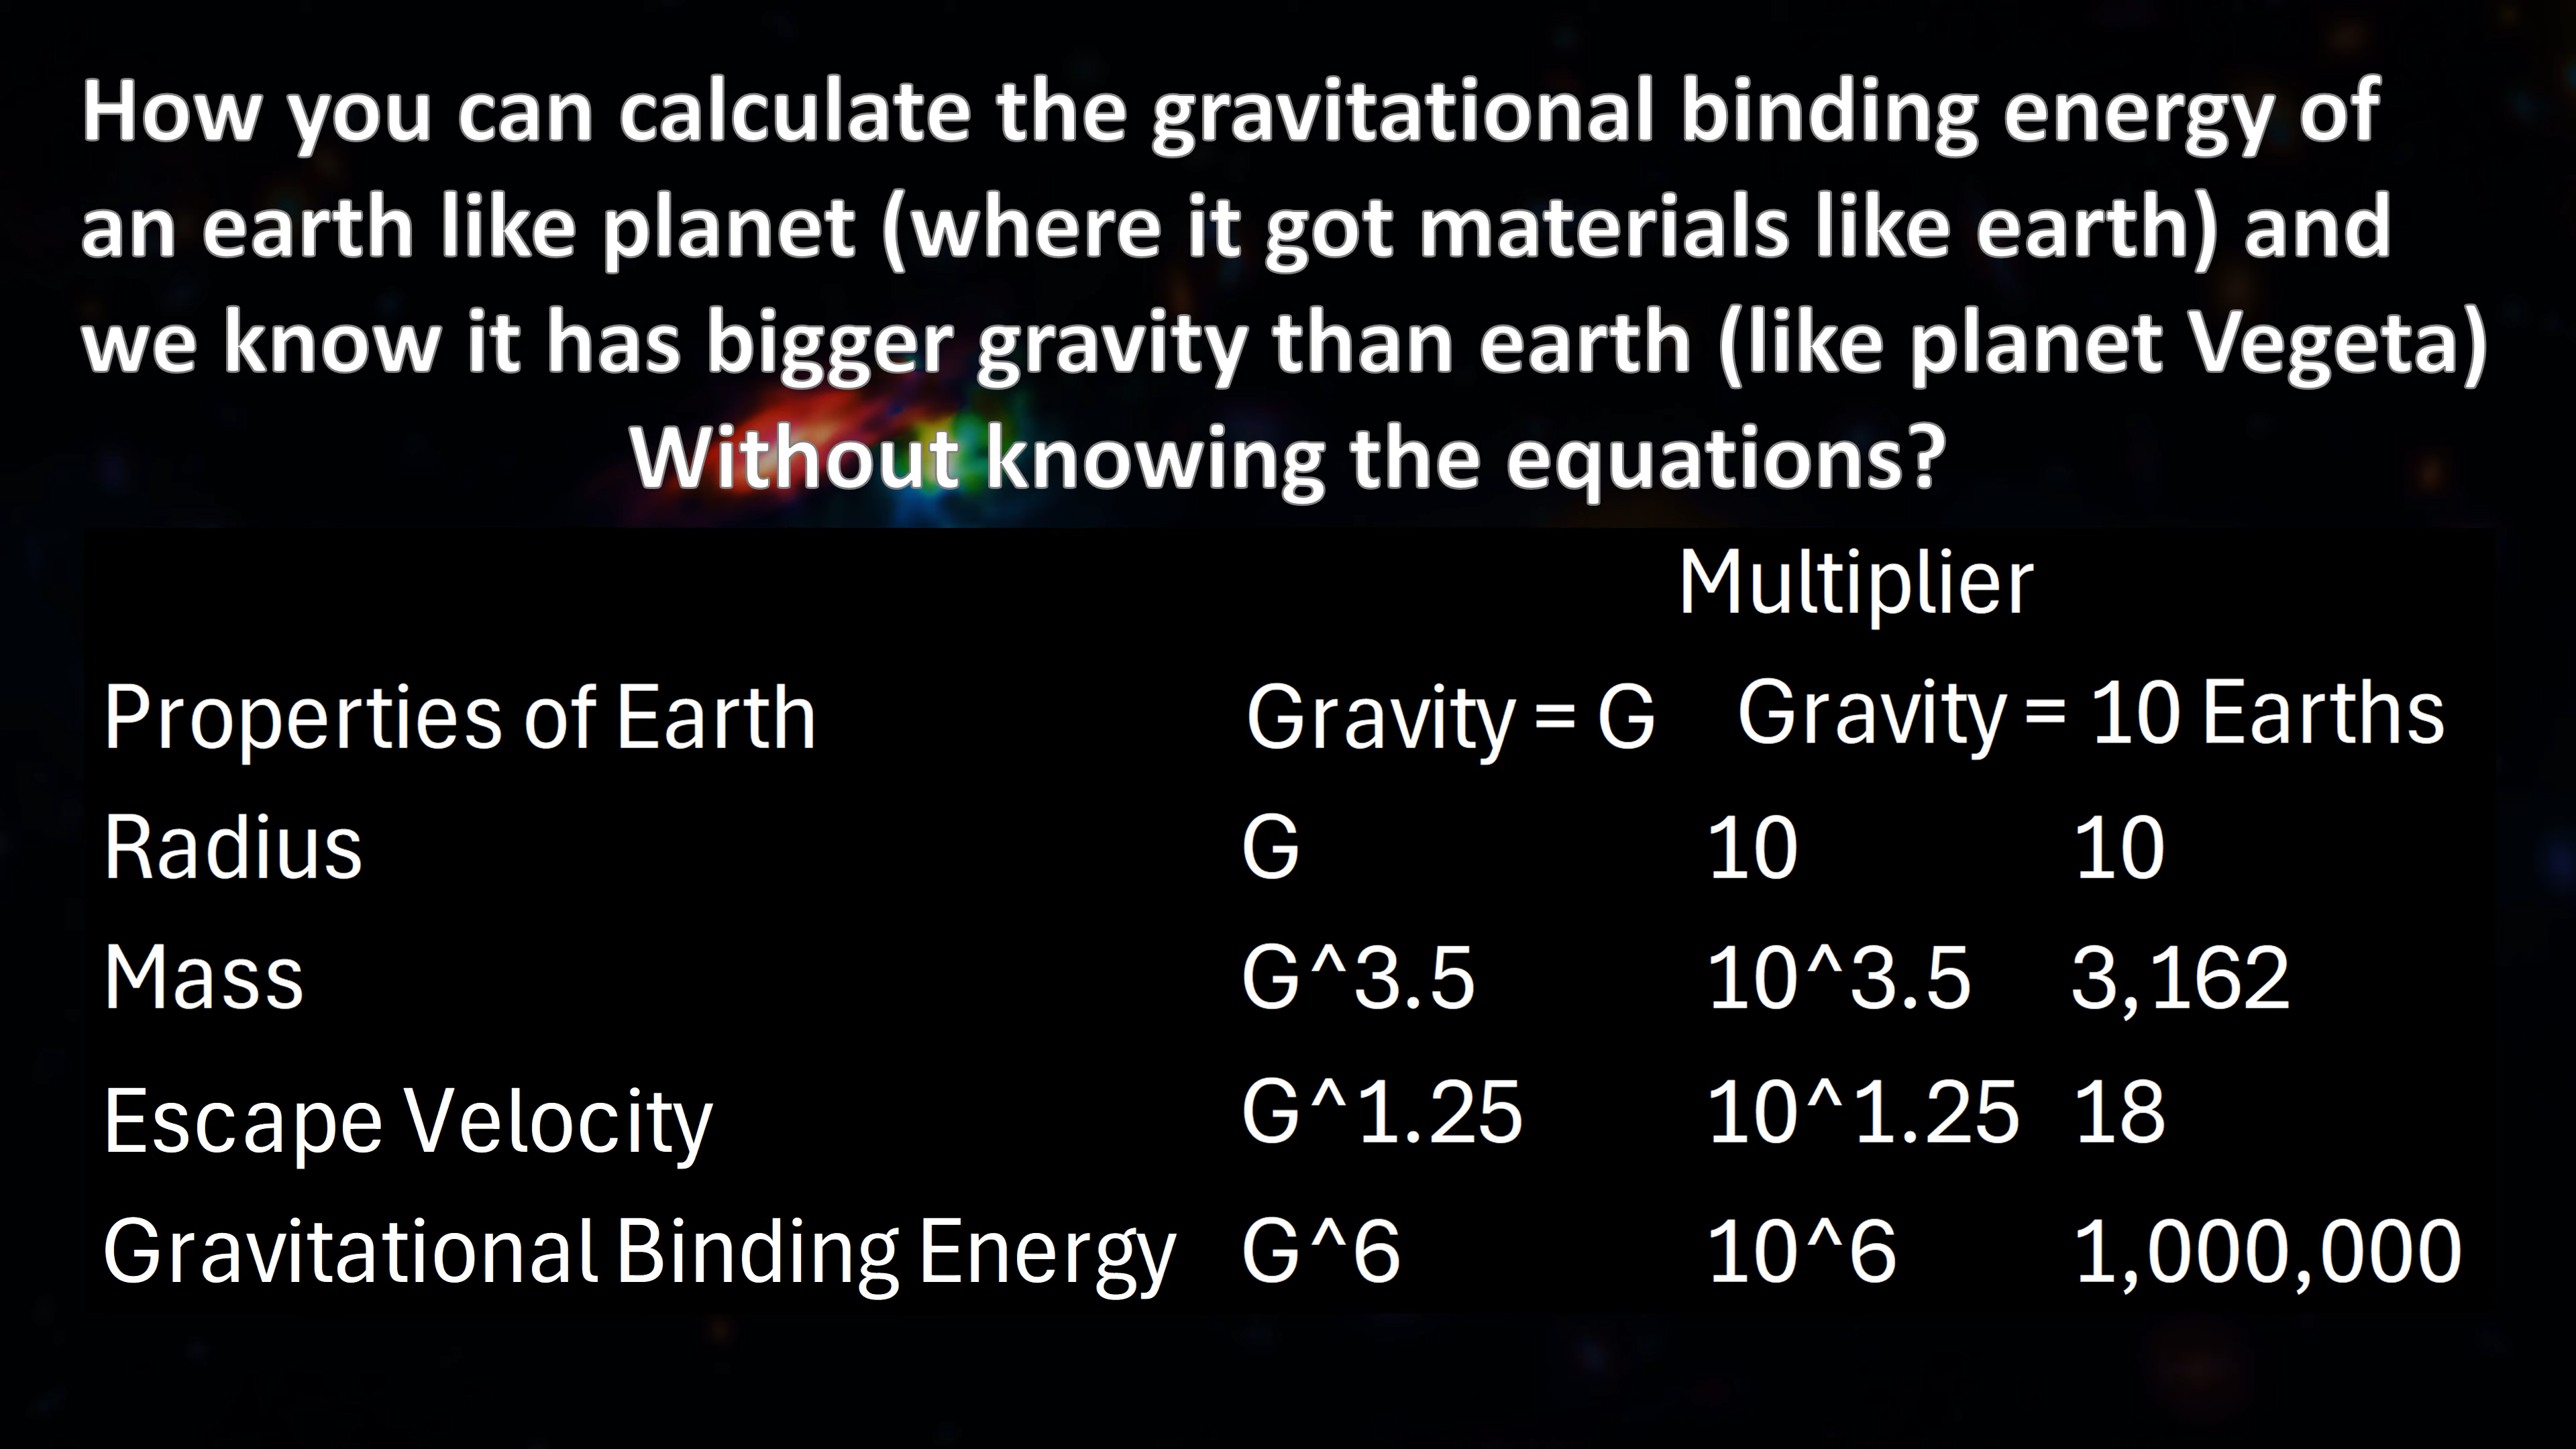 How you can calculate the gravitational binding energy of
an earth like planet (where it got materials like earth) and
we know it has bigger gravity than earth (like planet Vegeta)
Without knowing the equations?
Multiplier
Properties of Earth Gravity = G Gravity = 10 Earths
Radius G 10 10
Mass G^3.5 10^3.5 3,162
Escape Velocity G^1.25 10^1.25 18
Gravitational Binding Energy G^6 10^6 1,000,000